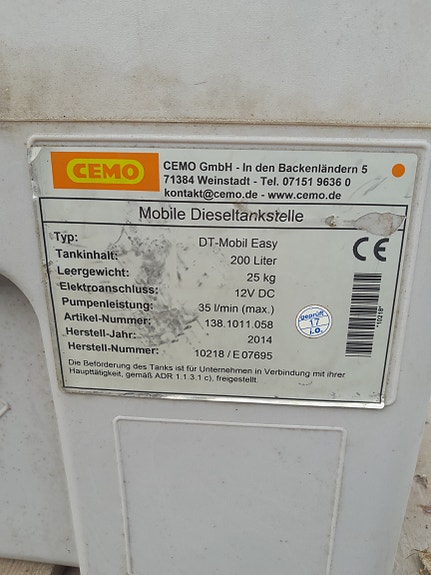 CEMO
CEMO GmbH - In den Backenländern 5
71384 Weinstadt - Tel. 07151 9636 0
kontakt@cemo.de - www.cemo.de
Mobile Dieseltankstelle
Typ: DT-Mobil Easy
Tankinhalt: 200 Liter
Leergewicht: 25 kg
Elektroanschluss: 12V DC
Pumpenleistung: 35 l/min (max.)
Artikel-Nummer: 138.1011.058
Herstell-Jahr: 2014
Herstell-Nummer: 10218 / E07695
CE
geprüft
17
i.O.
*10218*
Die Beförderung des Tanks ist für Unternehmen in Verbindung mit ihrer
Haupttätigkeit, gemäß ADR 1.1.3.1 c), freigestellt.